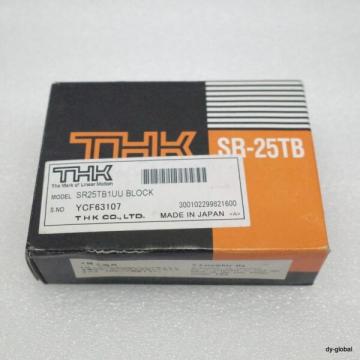 THK
SR-25TB
THK
The Mark of Linear Motion
MODEL SR25TB1UU BLOCK
S.NO YCF63107 300102299821600
THK CO., LTD. MADE IN JAPAN <A>
dy-global